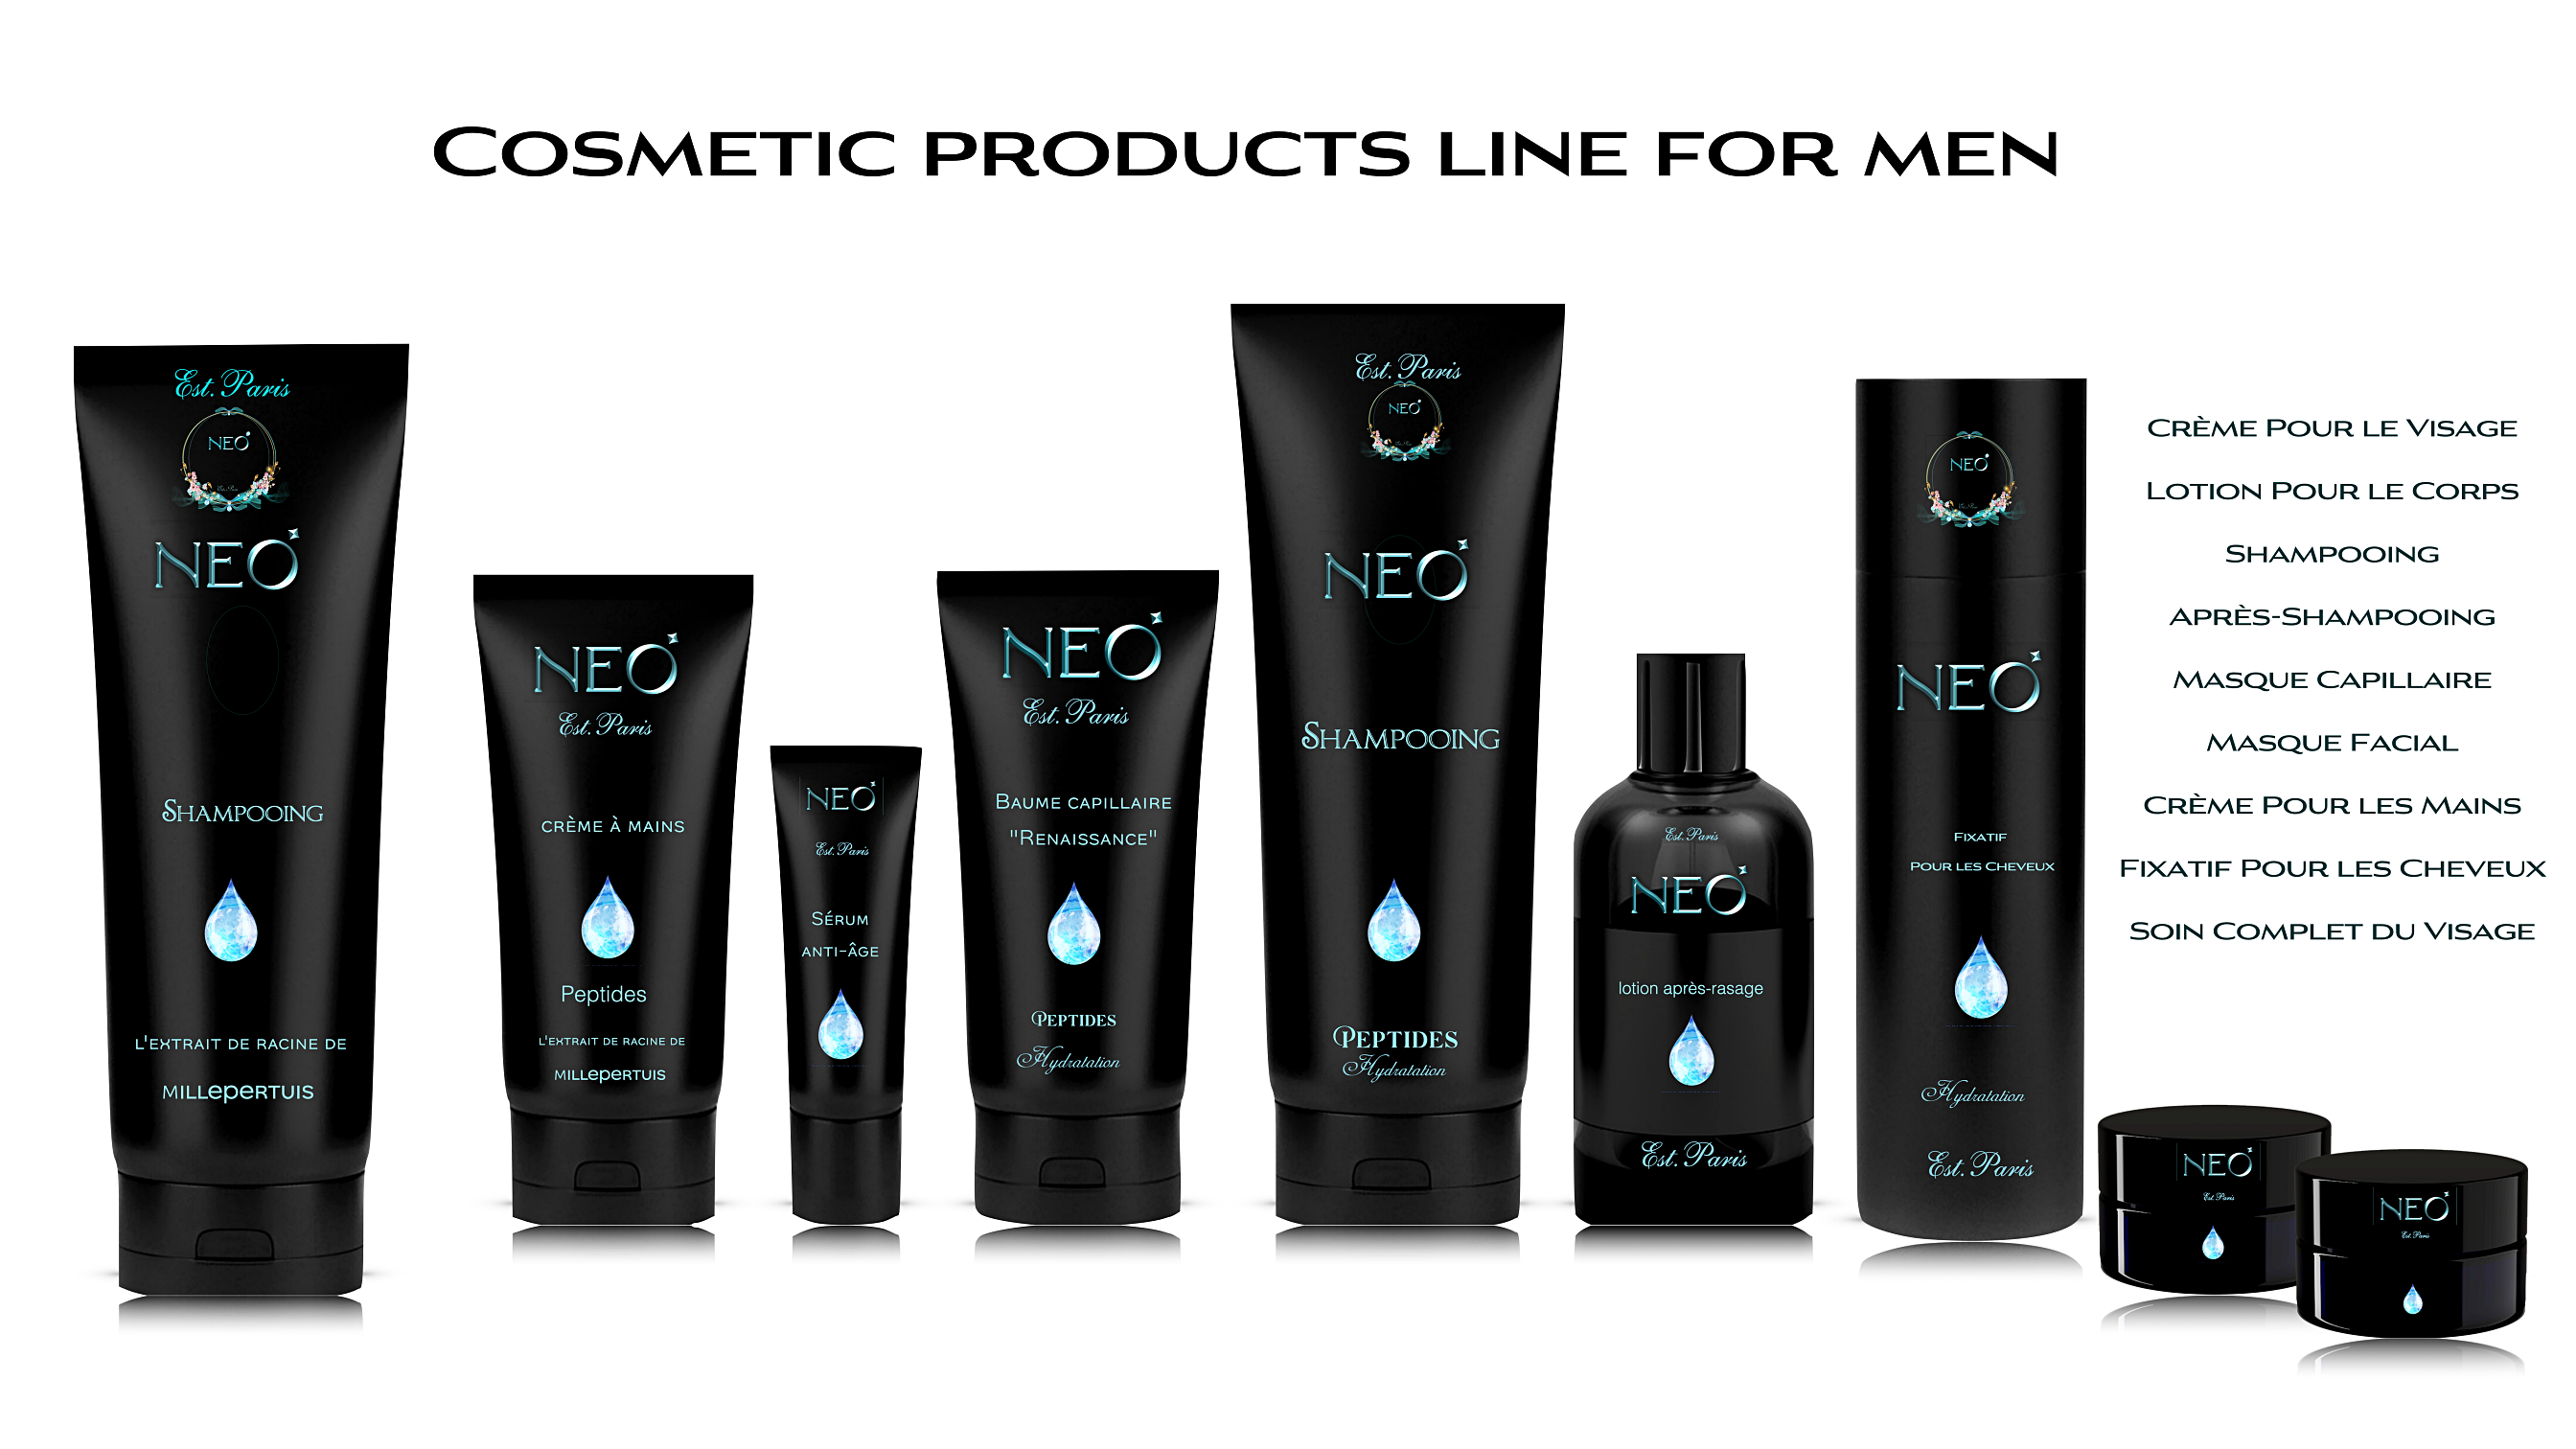 COSMETIC PRODUCTS LINE FOR MEN
Est. Paris
NEO
NEO
SHAMPOOING
L'EXTRAIT DE RACINE DE
MILLEPERTUIS
NEO
Est. Paris
CRÈME À MAINS
Peptides
L'EXTRAIT DE RACINE DE
MILLEPERTUIS
NEO
Est. Paris
SÉRUM
ANTI-ÂGE
NEO
Est. Paris
BAUME CAPILLAIRE
"RENAISSANCE"
PEPTIDES
Hydratation
Est. Paris
NEO
NEO
SHAMPOOING
PEPTIDES
Hydratation
Est. Paris
NEO
lotion après-rasage
Est. Paris
NEO
NEO
FIXATIF
POUR LES CHEVEUX
Hydratation
Est. Paris
CRÈME POUR LE VISAGE
LOTION POUR LE CORPS
SHAMPOOING
APRÈS-SHAMPOOING
MASQUE CAPILLAIRE
MASQUE FACIAL
CRÈME POUR LES MAINS
FIXATIF POUR LES CHEVEUX
SOIN COMPLET DU VISAGE
NEO
Est. Paris
NEO
Est. Paris